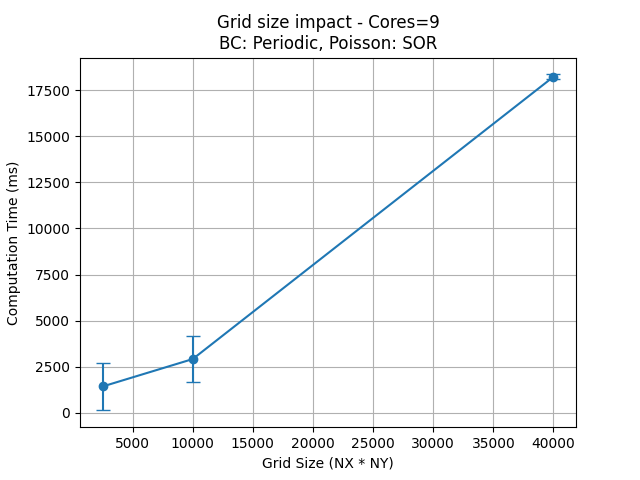 Grid size impact - Cores=9
BC: Periodic, Poisson: SOR
Computation Time (ms)
17500
15000
12500
10000
7500
5000
2500
0
5000 10000 15000 20000 25000 30000 35000 40000
Grid Size (NX * NY)